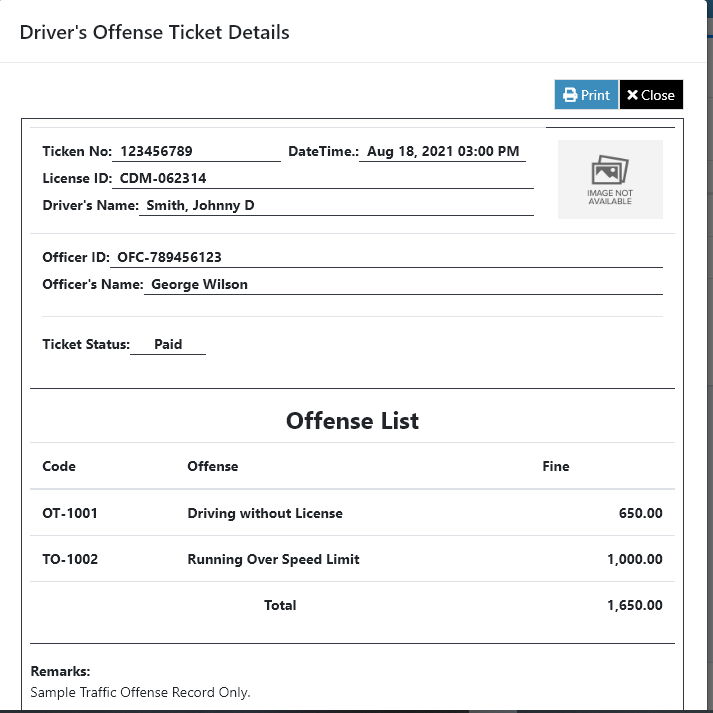 Driver's Offense Ticket Details
Print Close
Ticken No: 123456789 DateTime.: Aug 18, 2021 03:00 PM
License ID: CDM-062314
Driver's Name: Smith, Johnny D
IMAGE NOT
AVAILABLE
Officer ID: OFC-789456123
Officer's Name: George Wilson
Ticket Status: Paid
Offense List
Code Offense Fine
OT-1001 Driving without License 650.00
TO-1002 Running Over Speed Limit 1,000.00
Total 1,650.00
Remarks:
Sample Traffic Offense Record Only.